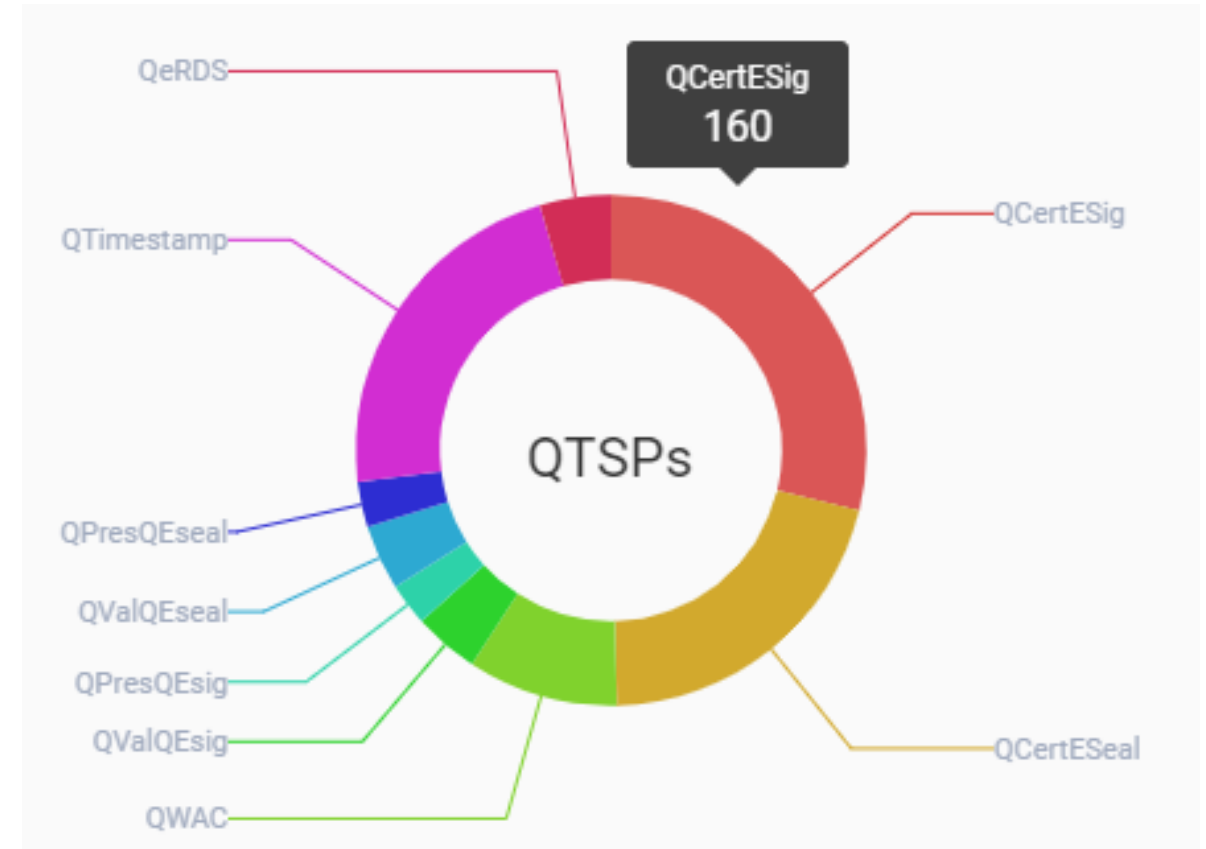 QeRDS
QCertESig
160
QCertESig
QTimestamp
QTSPs
QPresQEseal
QValQEseal
QPresQEsig
QValQEsig
QCertESeal
QWAC